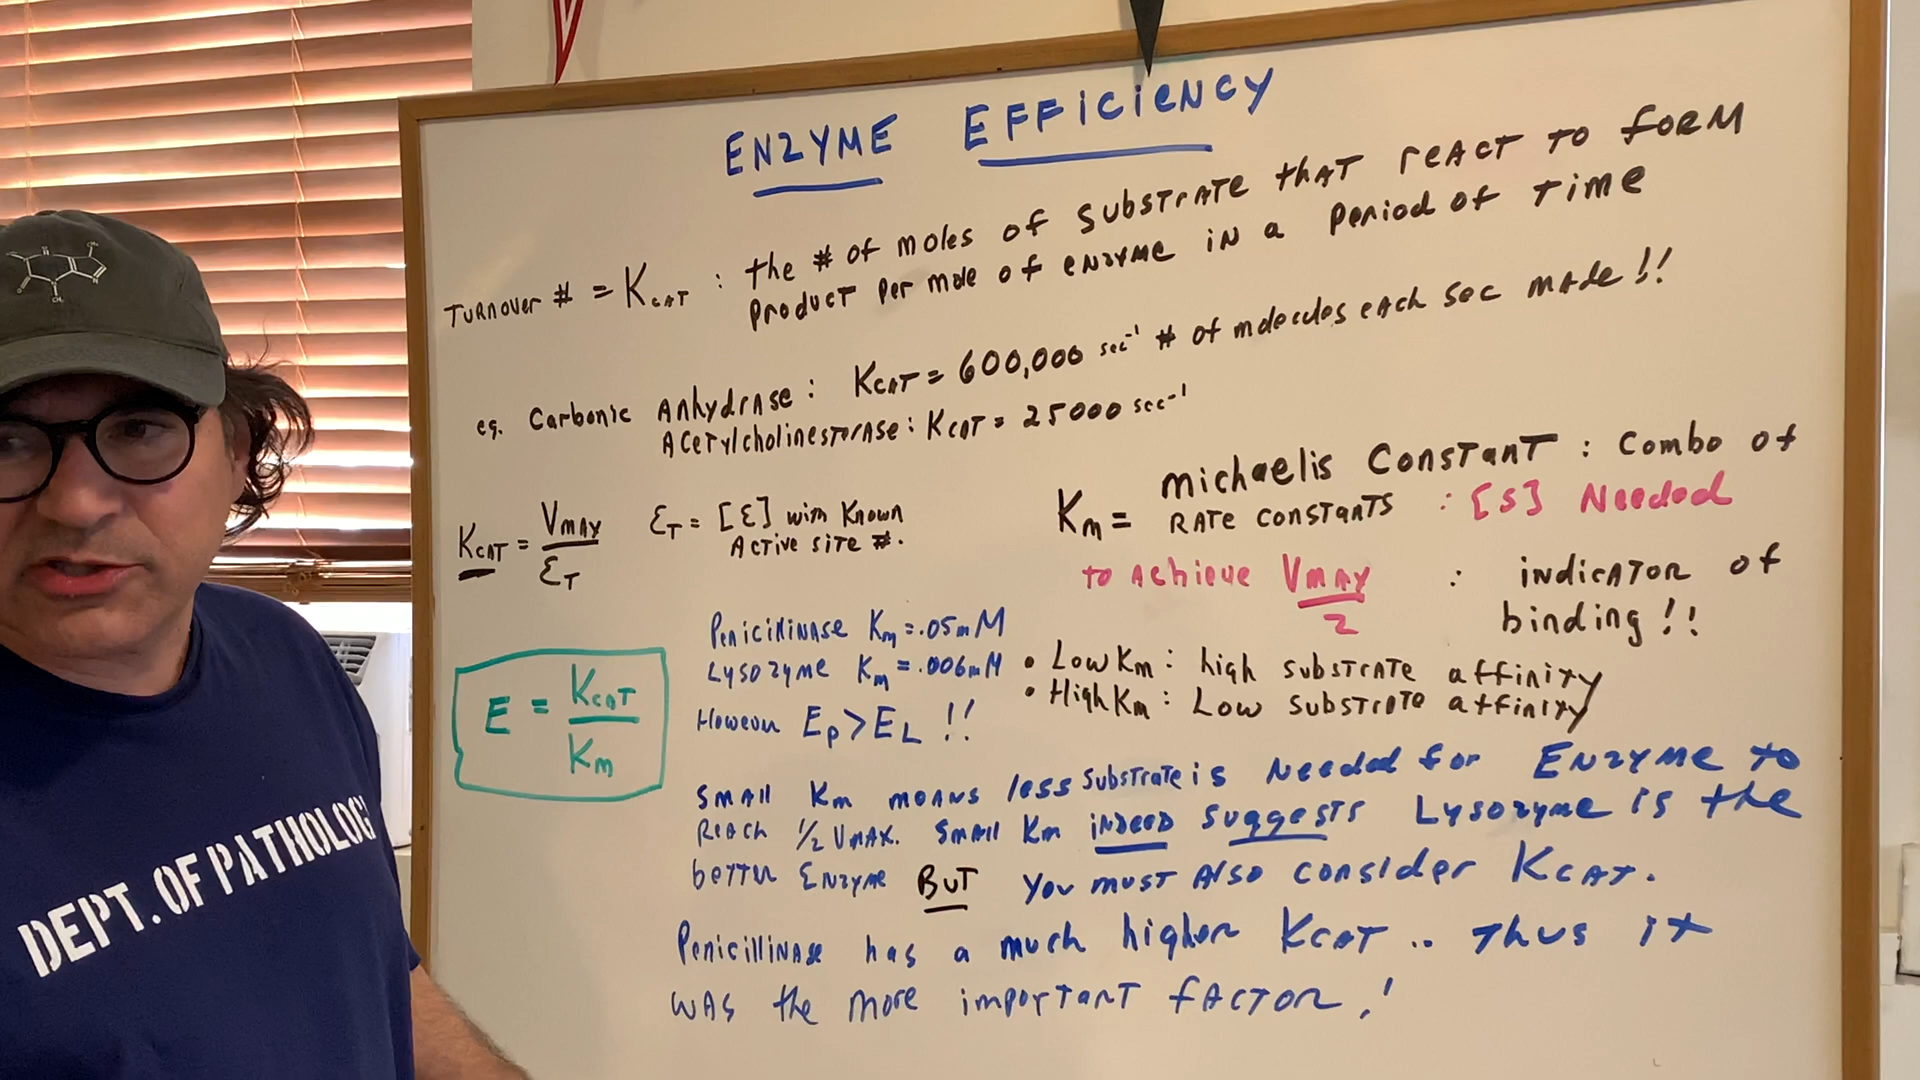 ENZYME EFFICIENCY
TURNOVER # = KCAT : the # of moles of substrate that react to form
product per mole of enzyme in a period of time
eg. Carbonic Anhydrase : KCAT = 600,000 sec⁻¹ # of molecules each sec made !!
Acetylcholinesterase : KCAT = 25000 sec⁻¹
KCAT = VMAX / ET
ET = [E] with known
active site #.
Km = michaelis constant : combo of
rate constants : [S] needed
to achieve VMAX / 2 : indicator of
binding !!
Penicillinase Km = .05mM
Lysozyme Km = .006mM
However EP > EL !!
• Low Km : high substrate affinity
• High Km : Low substrate affinity
E = KCAT / Km
Small Km means less substrate is needed for Enzyme to
reach 1/2 VMAX. Small Km indeed suggests Lysozyme is the
better Enzyme BUT you must also consider KCAT.
Penicillinase has a much higher KCAT .. thus it
was the more important factor !
DEPT. OF PATHOLOG